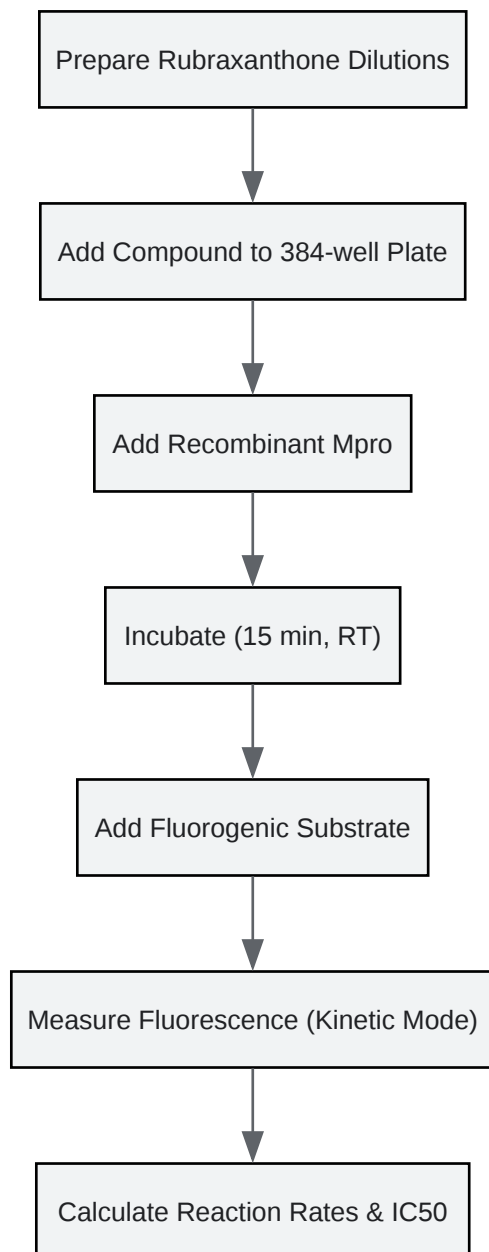 Prepare Rubraxanthone Dilutions
Add Compound to 384-well Plate
Add Recombinant Mpro
Incubate (15 min, RT)
Add Fluorogenic Substrate
Measure Fluorescence (Kinetic Mode)
Calculate Reaction Rates & IC50